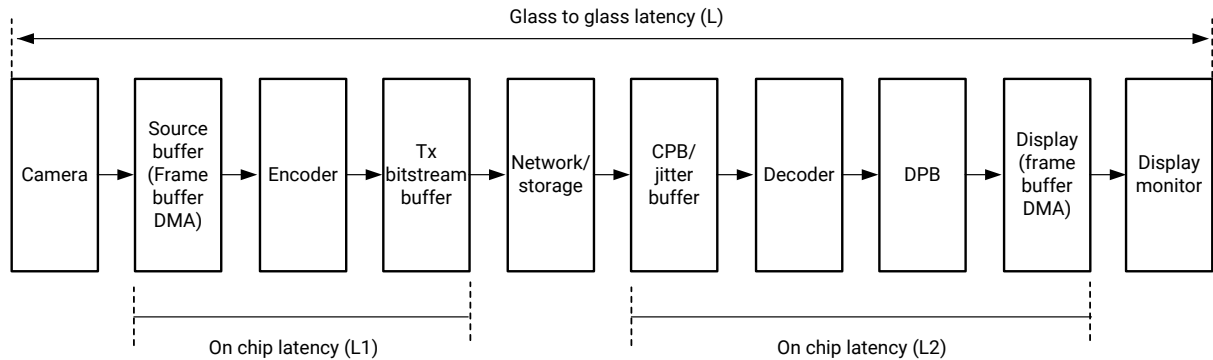 Glass to glass latency (L)
Camera
Source
buffer
(Frame
buffer
DMA)
Encoder
Tx
bitstream
buffer
Network/
storage
CPB/
jitter
buffer
Decoder
DPB
Display
(frame
buffer
DMA)
Display
monitor
On chip latency (L1)
On chip latency (L2)